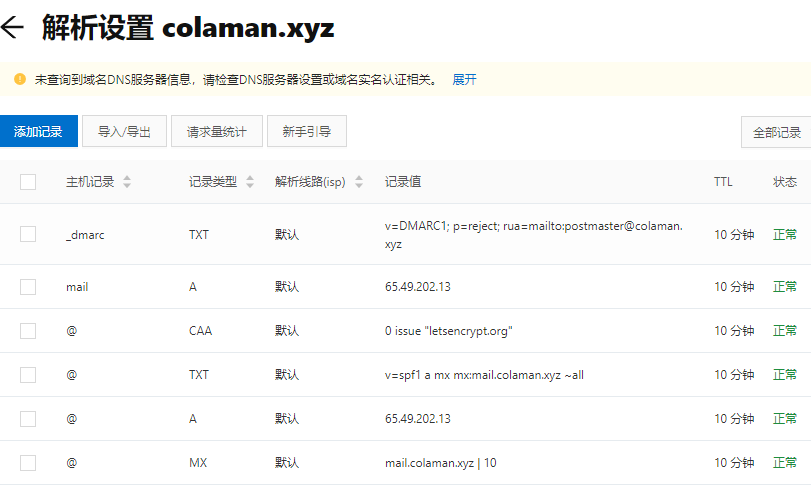 解析设置 colaman.xyz
未查询到域名DNS服务器信息，请检查DNS服务器设置或域名实名认证相关。 展开
添加记录 导入/导出 请求量统计 新手引导 全部记录
主机记录 记录类型 解析线路(isp) 记录值 TTL 状态
_dmarc TXT 默认 v=DMARC1; p=reject; rua=mailto:postmaster@colaman. 10 分钟 正常
xyz
mail A 默认 65.49.202.13 10 分钟 正常
@ CAA 默认 0 issue "letsencrypt.org" 10 分钟 正常
@ TXT 默认 v=spf1 a mx mx:mail.colaman.xyz ~all 10 分钟 正常
@ A 默认 65.49.202.13 10 分钟 正常
@ MX 默认 mail.colaman.xyz | 10 10 分钟 正常